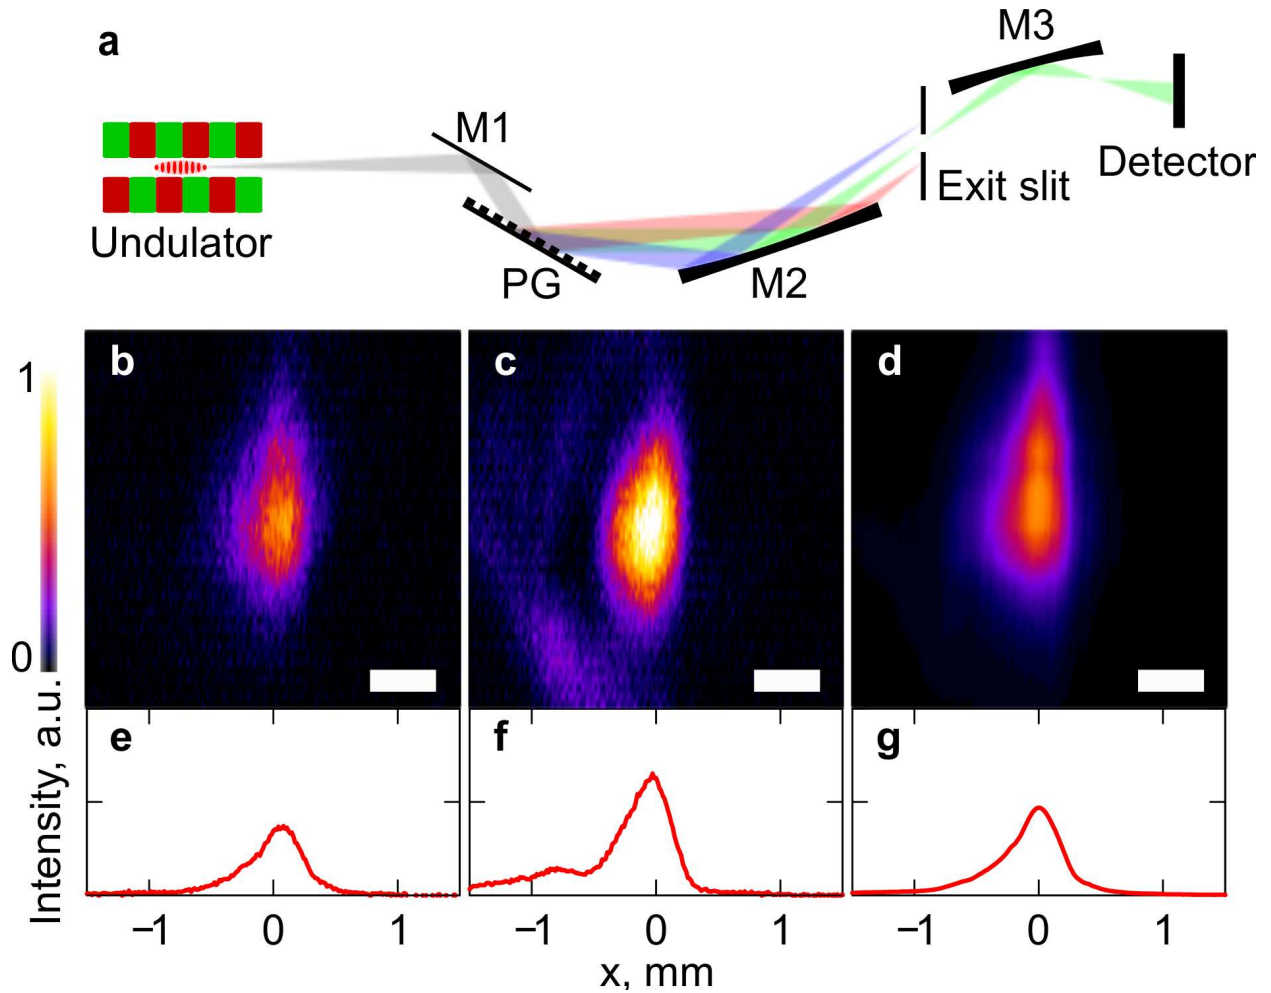 a
M3
M1
Undulator
PG
M2
Exit slit
Detector
b
c
d
1
0
e
f
g
Intensity, a.u.
−1 0 1
−1 0 1
−1 0 1
x, mm